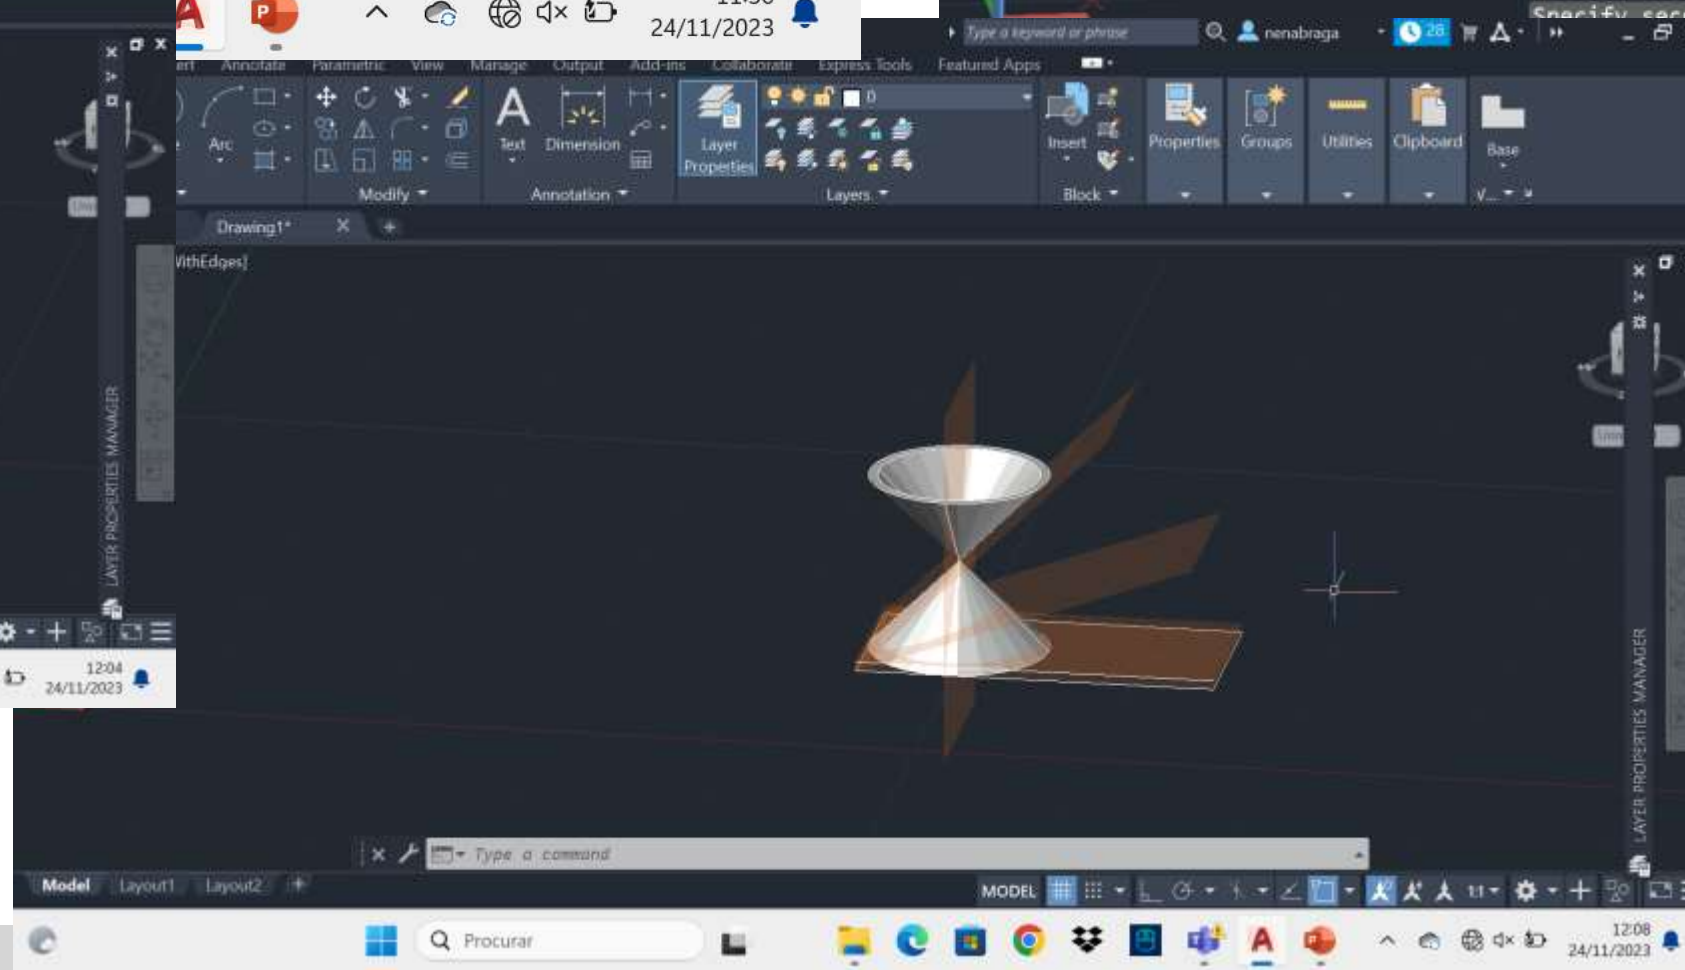 24/11/2023
Type a keyword or phrase
nenabraga
28
Annotate Parametric View Manage Output Add-ins Collaborate Express Tools Featured Apps
0
Arc
Text
Dimension
Layer
Properties
Insert
Properties
Groups
Utilities
Clipboard
Base
Modify
Annotation
Layers
Block
V...
Drawing1*
WithEdges]
LAYER PROPERTIES MANAGER
12:04
24/11/2023
LAYER PROPERTIES MANAGER
Type a command
Model Layout1 Layout2
MODEL
1:1
Procurar
12:08
24/11/2023